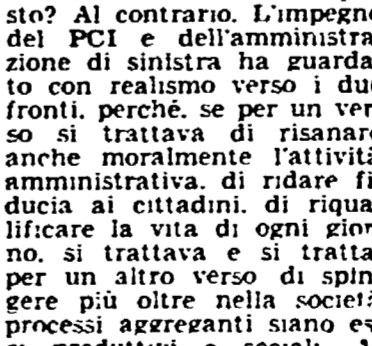 sto? Al contrario. L'impegno
del PCI e dell'amministra
zione di sinistra ha guarda
to con realismo verso i due
fronti. perché. se per un ver
so si trattava di risanare
anche moralmente l'attività
amministrativa. di ridare fi
ducia ai cittadini. di riqua
lificare la vita di ogni gior
no. si trattava e si tratta
per un altro verso di spin
gere più oltre nella società
processi aggreganti siano es